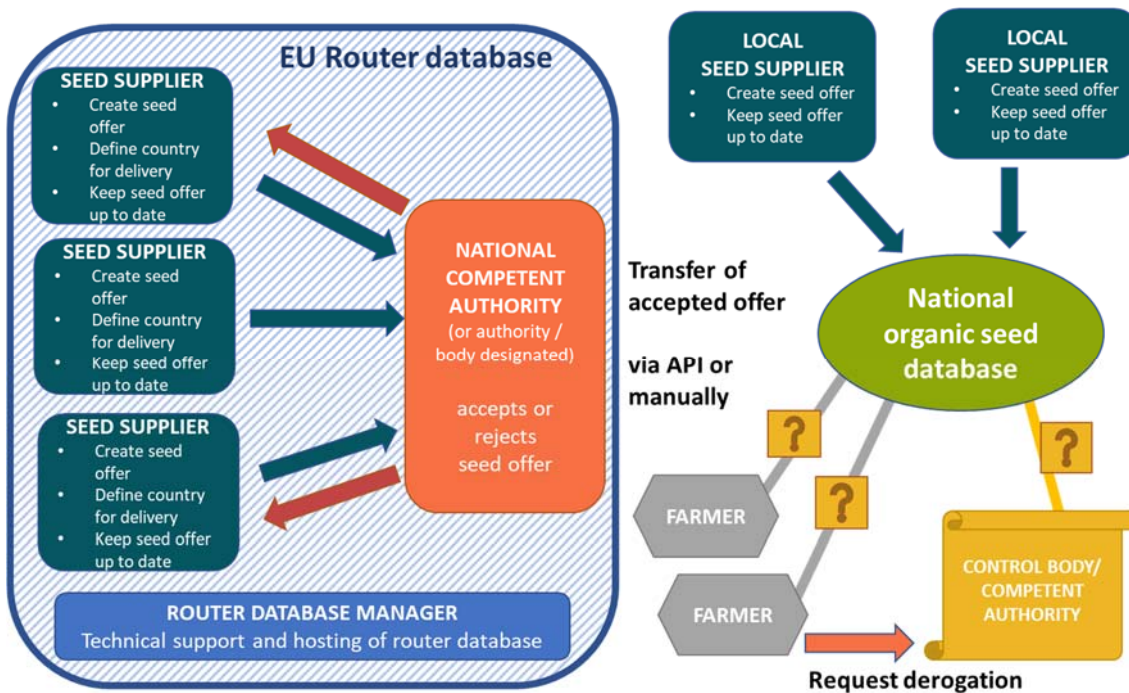 EU Router database
SEED SUPPLIER
• Create seed
offer
• Define country
for delivery
• Keep seed offer
up to date
SEED SUPPLIER
• Create seed
offer
• Define country
for delivery
• Keep seed offer
up to date
SEED SUPPLIER
• Create seed
offer
• Define country
for delivery
• Keep seed offer
up to date
NATIONAL
COMPETENT
AUTHORITY
(or authority /
body designated)
accepts or
rejects
seed offer
ROUTER DATABASE MANAGER
Technical support and hosting of router database
Transfer of
accepted offer
via API or
manually
LOCAL
SEED SUPPLIER
• Create seed offer
• Keep seed offer
up to date
LOCAL
SEED SUPPLIER
• Create seed offer
• Keep seed offer
up to date
National
organic seed
database
?
?
?
FARMER
FARMER
CONTROL BODY/
COMPETENT
AUTHORITY
Request derogation